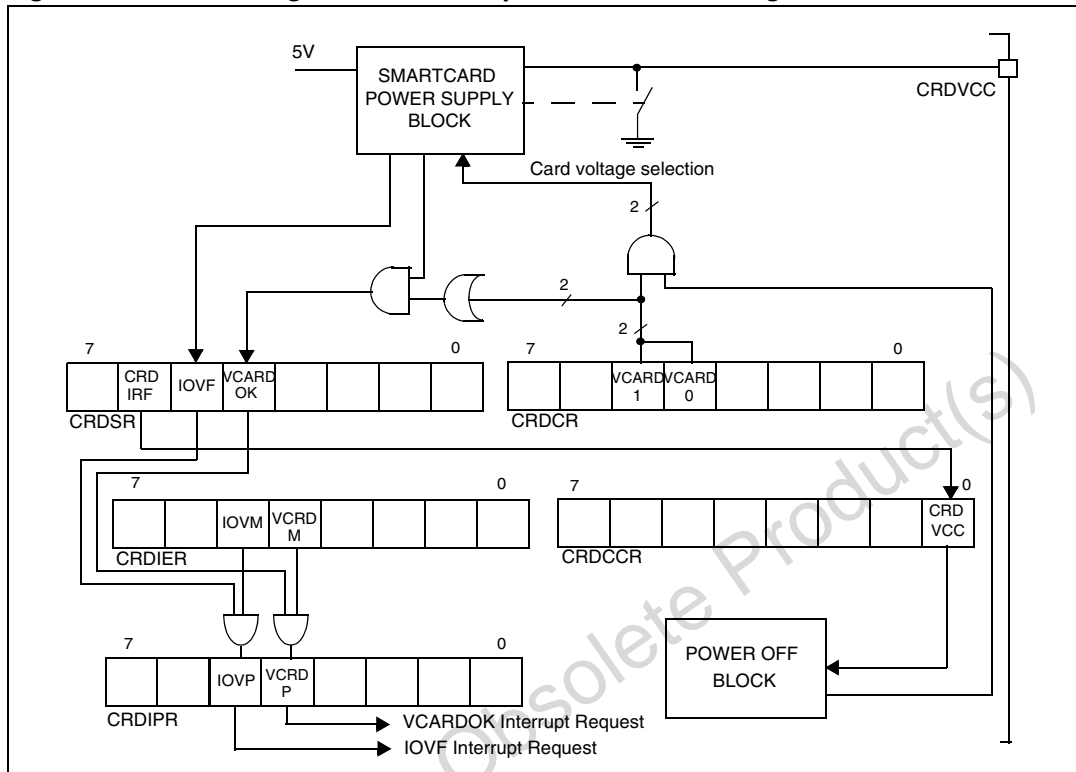 5V
SMARTCARD
POWER SUPPLY
BLOCK
CRDVCC
Card voltage selection
2
2
2
7
0
CRD
IRF
IOVF
VCARD
OK
CRDSR
7
0
VCARD
1
VCARD
0
CRDCR
7
0
IOVM
VCRD
M
CRDIER
7
0
CRD
VCC
CRDCCR
7
0
IOVP
VCRD
P
CRDIPR
POWER OFF
BLOCK
VCARDOK Interrupt Request
IOVF Interrupt Request
Obsolete Product(s)